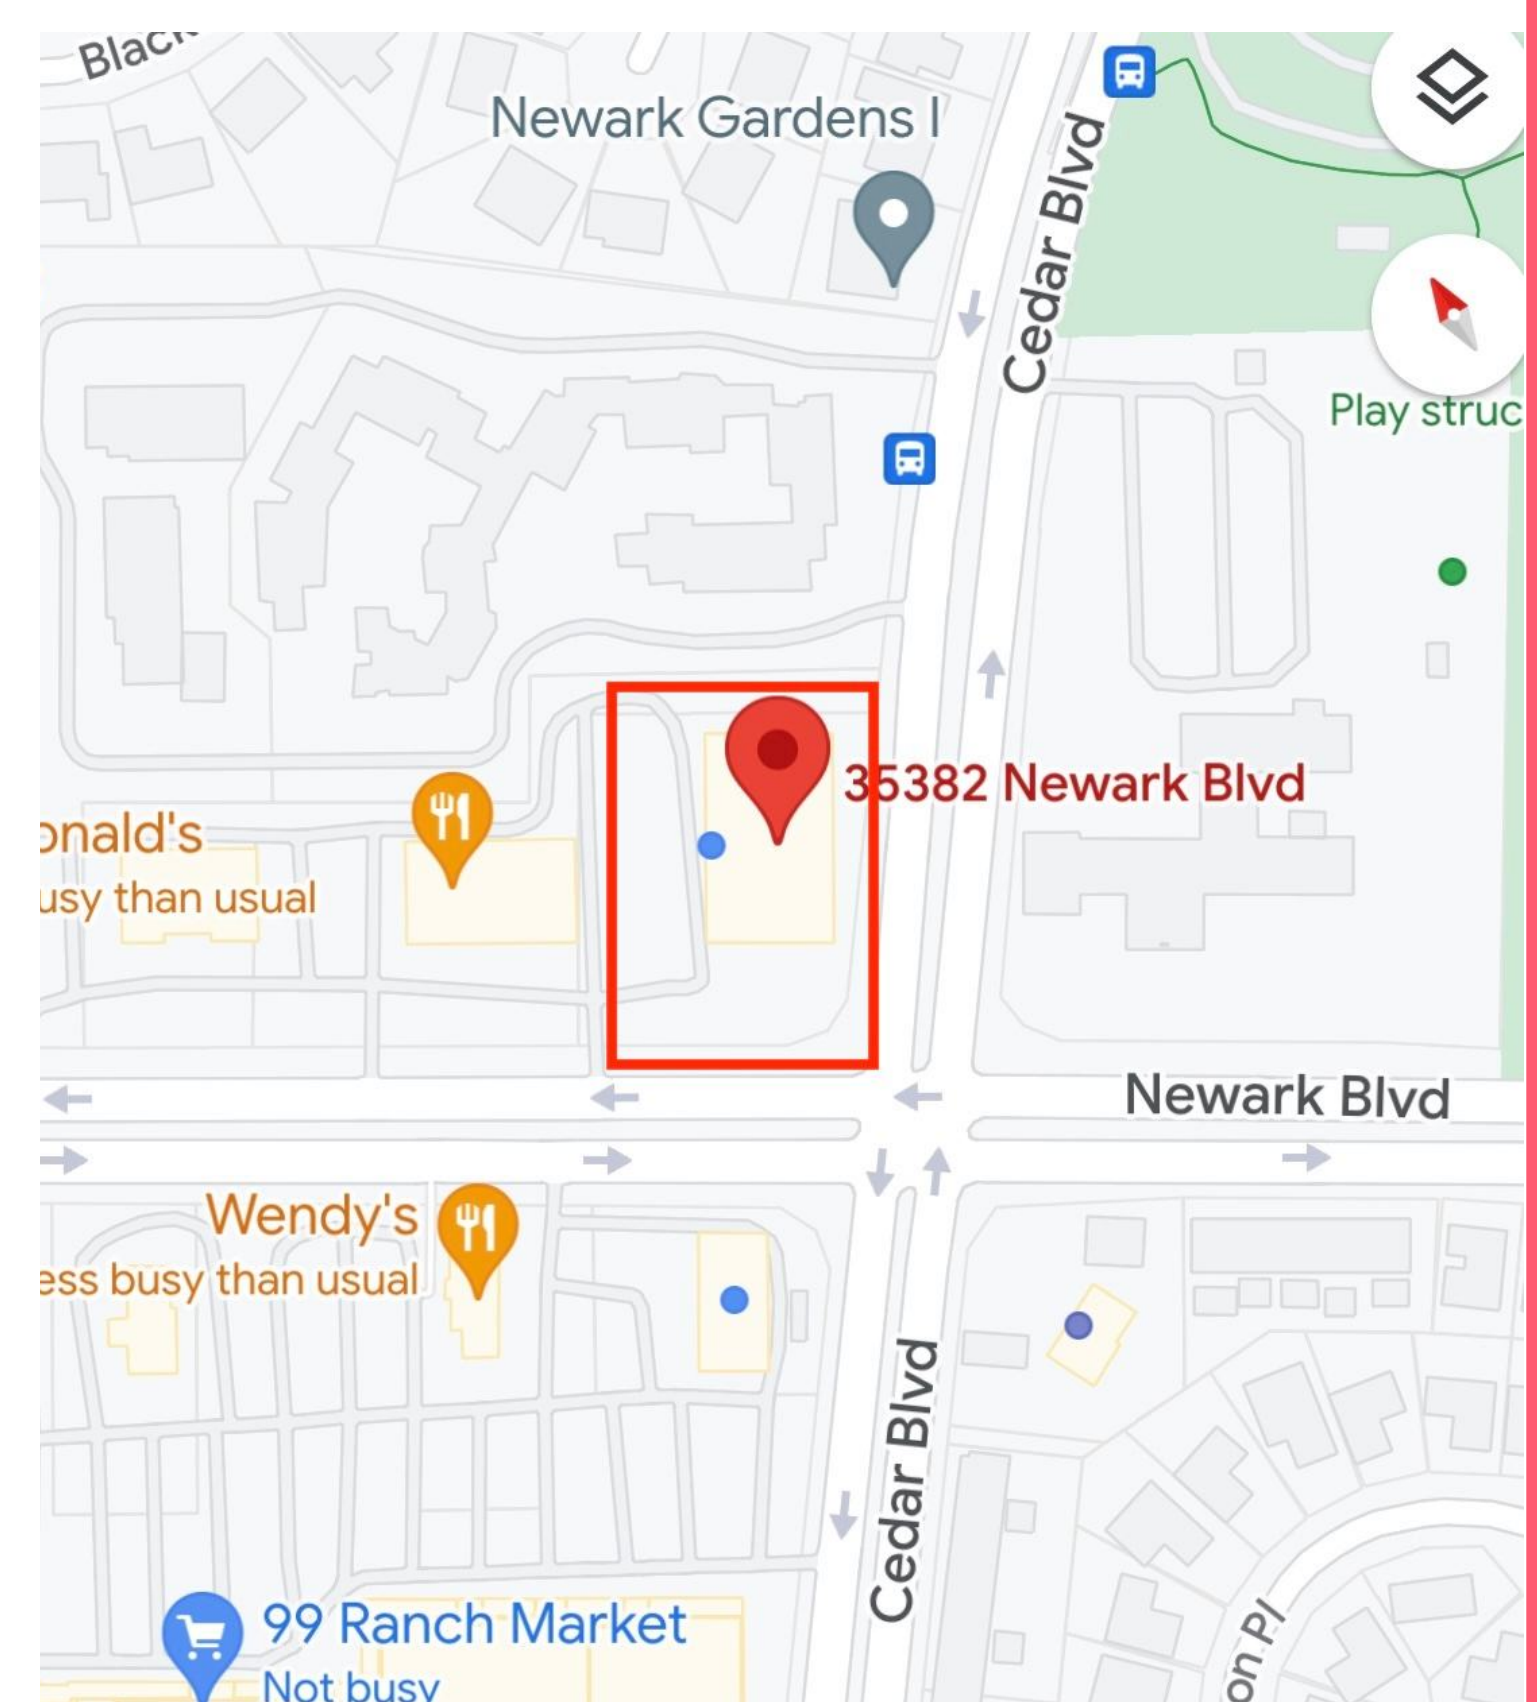 Black
Newark Gardens I
Cedar Blvd
Play struc
35382 Newark Blvd
onald's
usy than usual
Newark Blvd
Wendy's
ess busy than usual
Cedar Blvd
99 Ranch Market
Not busy
on Pl